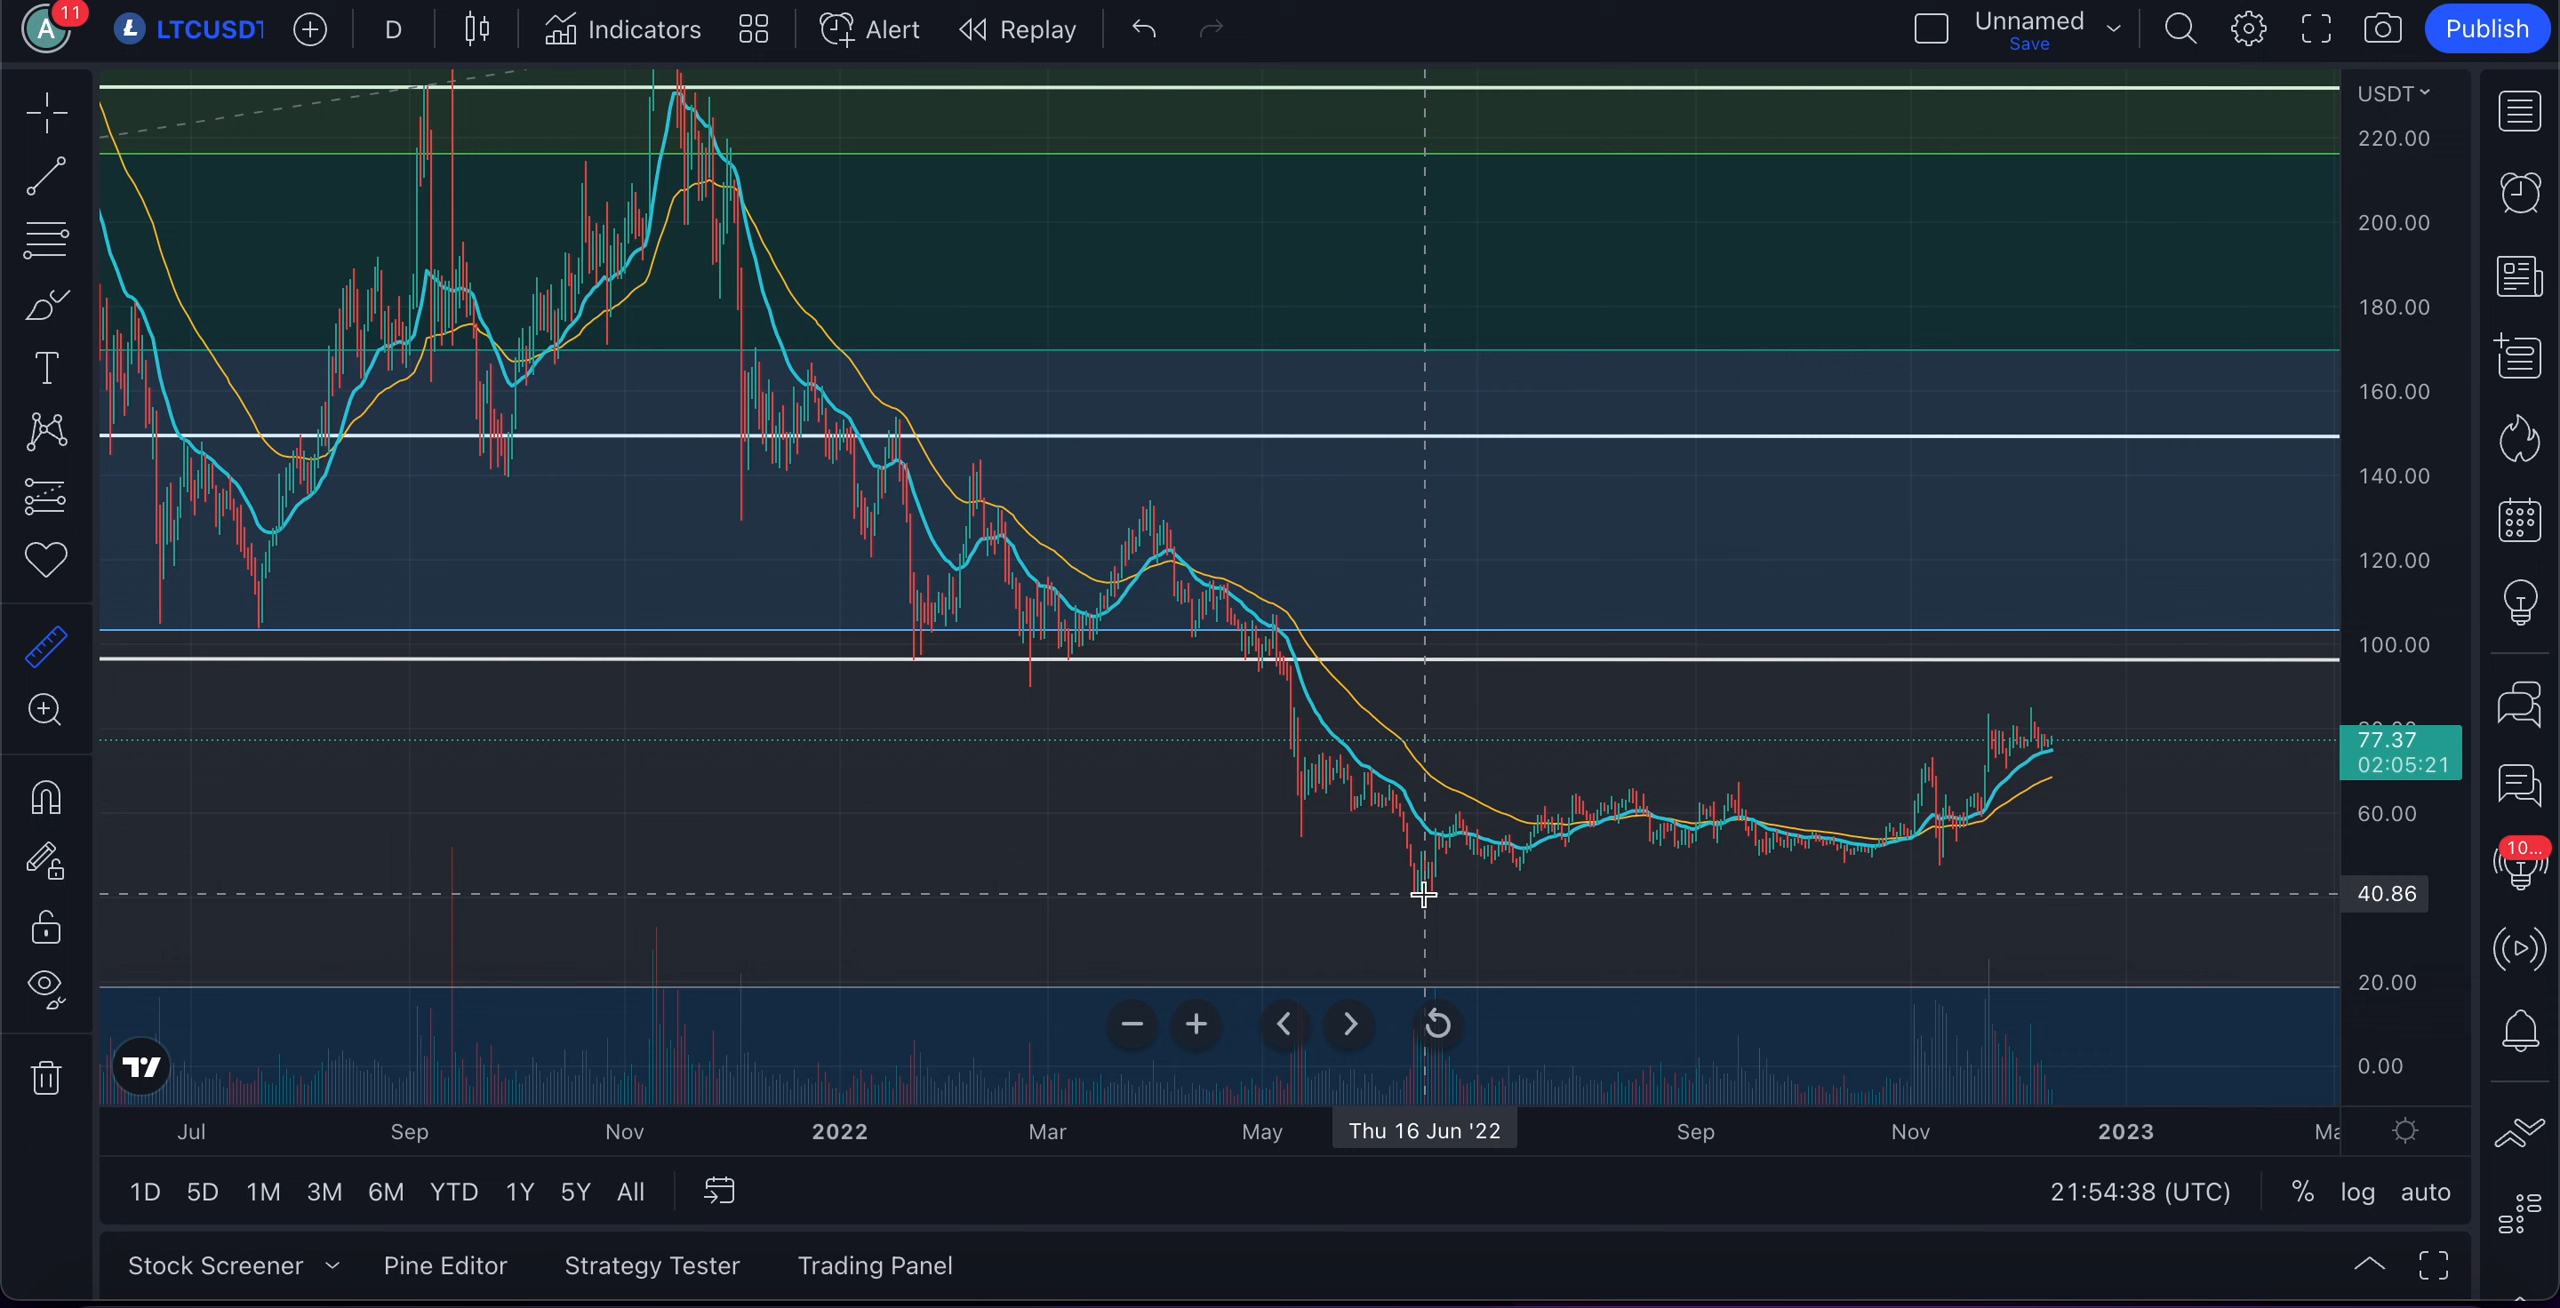 A 11 LTCUSDT D Indicators Alert Replay Unnamed Publish
Save
USDT
220.00
200.00
180.00
160.00
140.00
120.00
100.00
77.37
02:05:21
60.00
10...
40.86
20.00
0.00
Jul Sep Nov 2022 Mar May Thu 16 Jun '22 Sep Nov 2023 Ma
1D 5D 1M 3M 6M YTD 1Y 5Y All 21:54:38 (UTC) % log auto
Stock Screener Pine Editor Strategy Tester Trading Panel